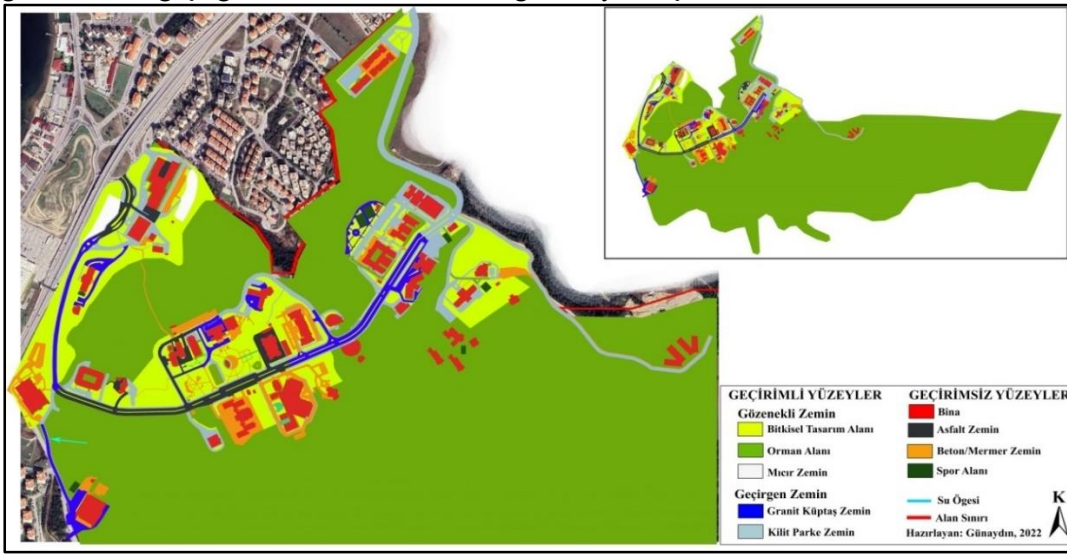 GEÇİRİMLİ YÜZEYLER
Gözenekli Zemin
Bitkisel Tasarım Alanı
Orman Alanı
Mıcır Zemin
Geçirgen Zemin
Granit Küptaş Zemin
Kilit Parke Zemin
GEÇİRİMSİZ YÜZEYLER
Bina
Asfalt Zemin
Beton/Mermer Zemin
Spor Alanı
Su Ögesi
Alan Sınırı
Hazırlayan: Günaydın, 2022
K